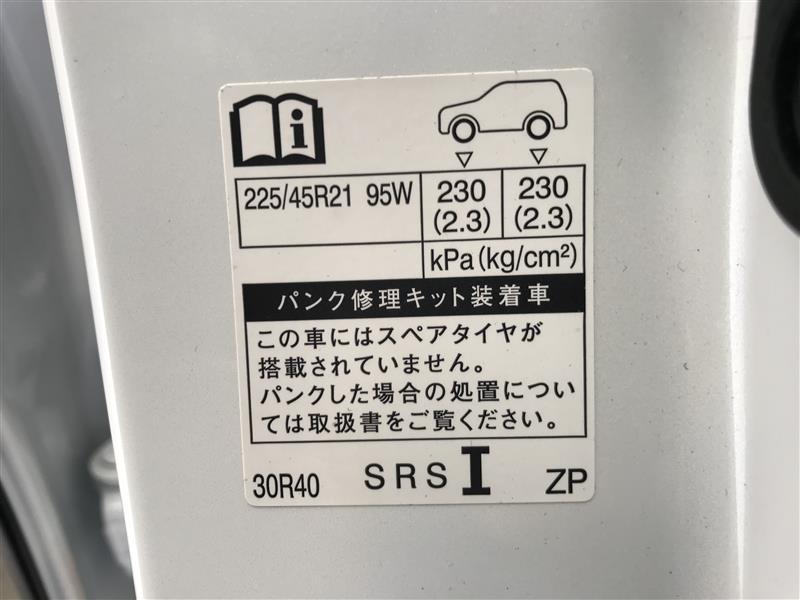 i
225/45R21 95W 230 (2.3) 230 (2.3)
kPa(kg/cm²)
パンク修理キット装着車
この車にはスペアタイヤが
搭載されていません。
パンクした場合の処置につい
ては取扱書をご覧ください。
30R40 SRS I ZP